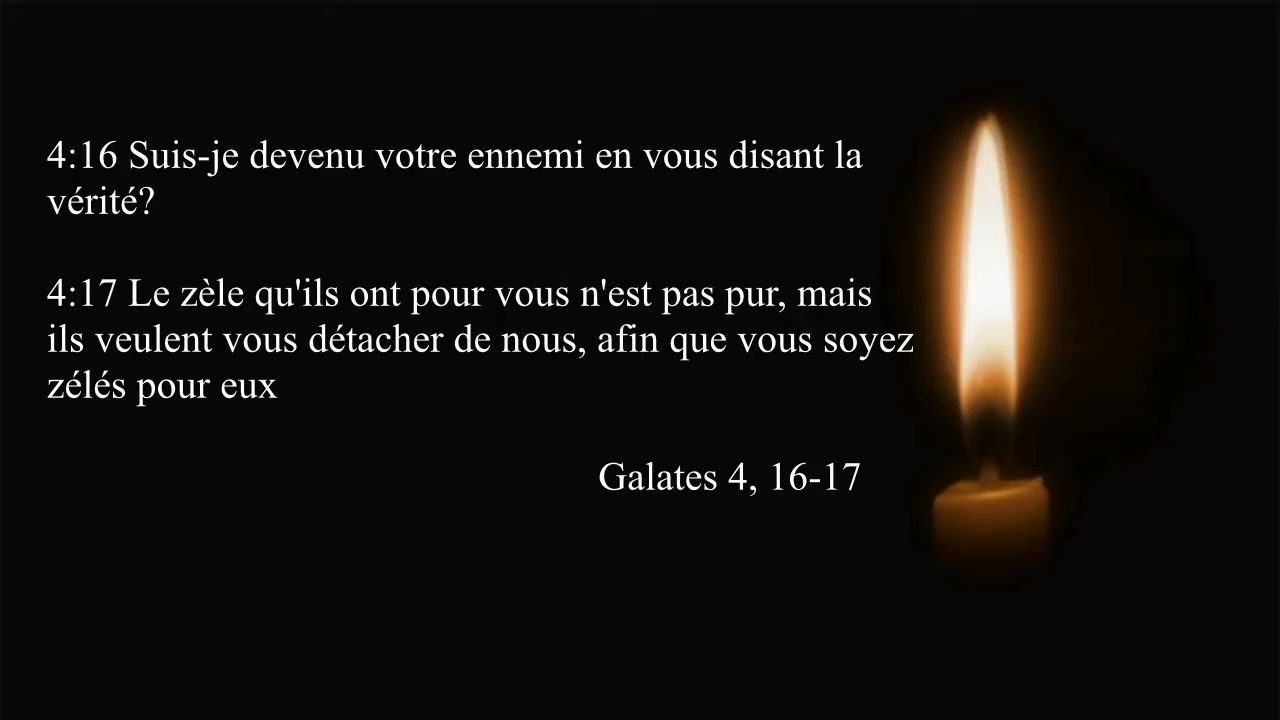 4:16 Suis-je devenu votre ennemi en vous disant la
vérité?
4:17 Le zèle qu'ils ont pour vous n'est pas pur, mais
ils veulent vous détacher de nous, afin que vous soyez
zélés pour eux
Galates 4, 16-17